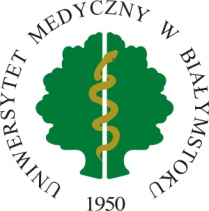 UNIWERSYTET MEDYCZNY W BIAŁYMSTOKU
1950